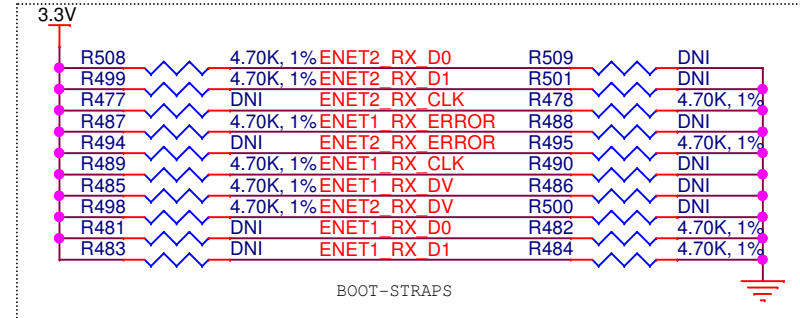 3.3V
R508 4.70K, 1% ENET2_RX_D0 R509 DNI
R499 4.70K, 1% ENET2_RX_D1 R501 DNI
R477 DNI ENET2_RX_CLK R478 4.70K, 1%
R487 4.70K, 1% ENET1_RX_ERROR R488 DNI
R494 DNI ENET2_RX_ERROR R495 4.70K, 1%
R489 4.70K, 1% ENET1_RX_CLK R490 DNI
R485 4.70K, 1% ENET1_RX_DV R486 DNI
R498 4.70K, 1% ENET2_RX_DV R500 DNI
R481 DNI ENET1_RX_D0 R482 4.70K, 1%
R483 DNI ENET1_RX_D1 R484 4.70K, 1%
BOOT-STRAPS